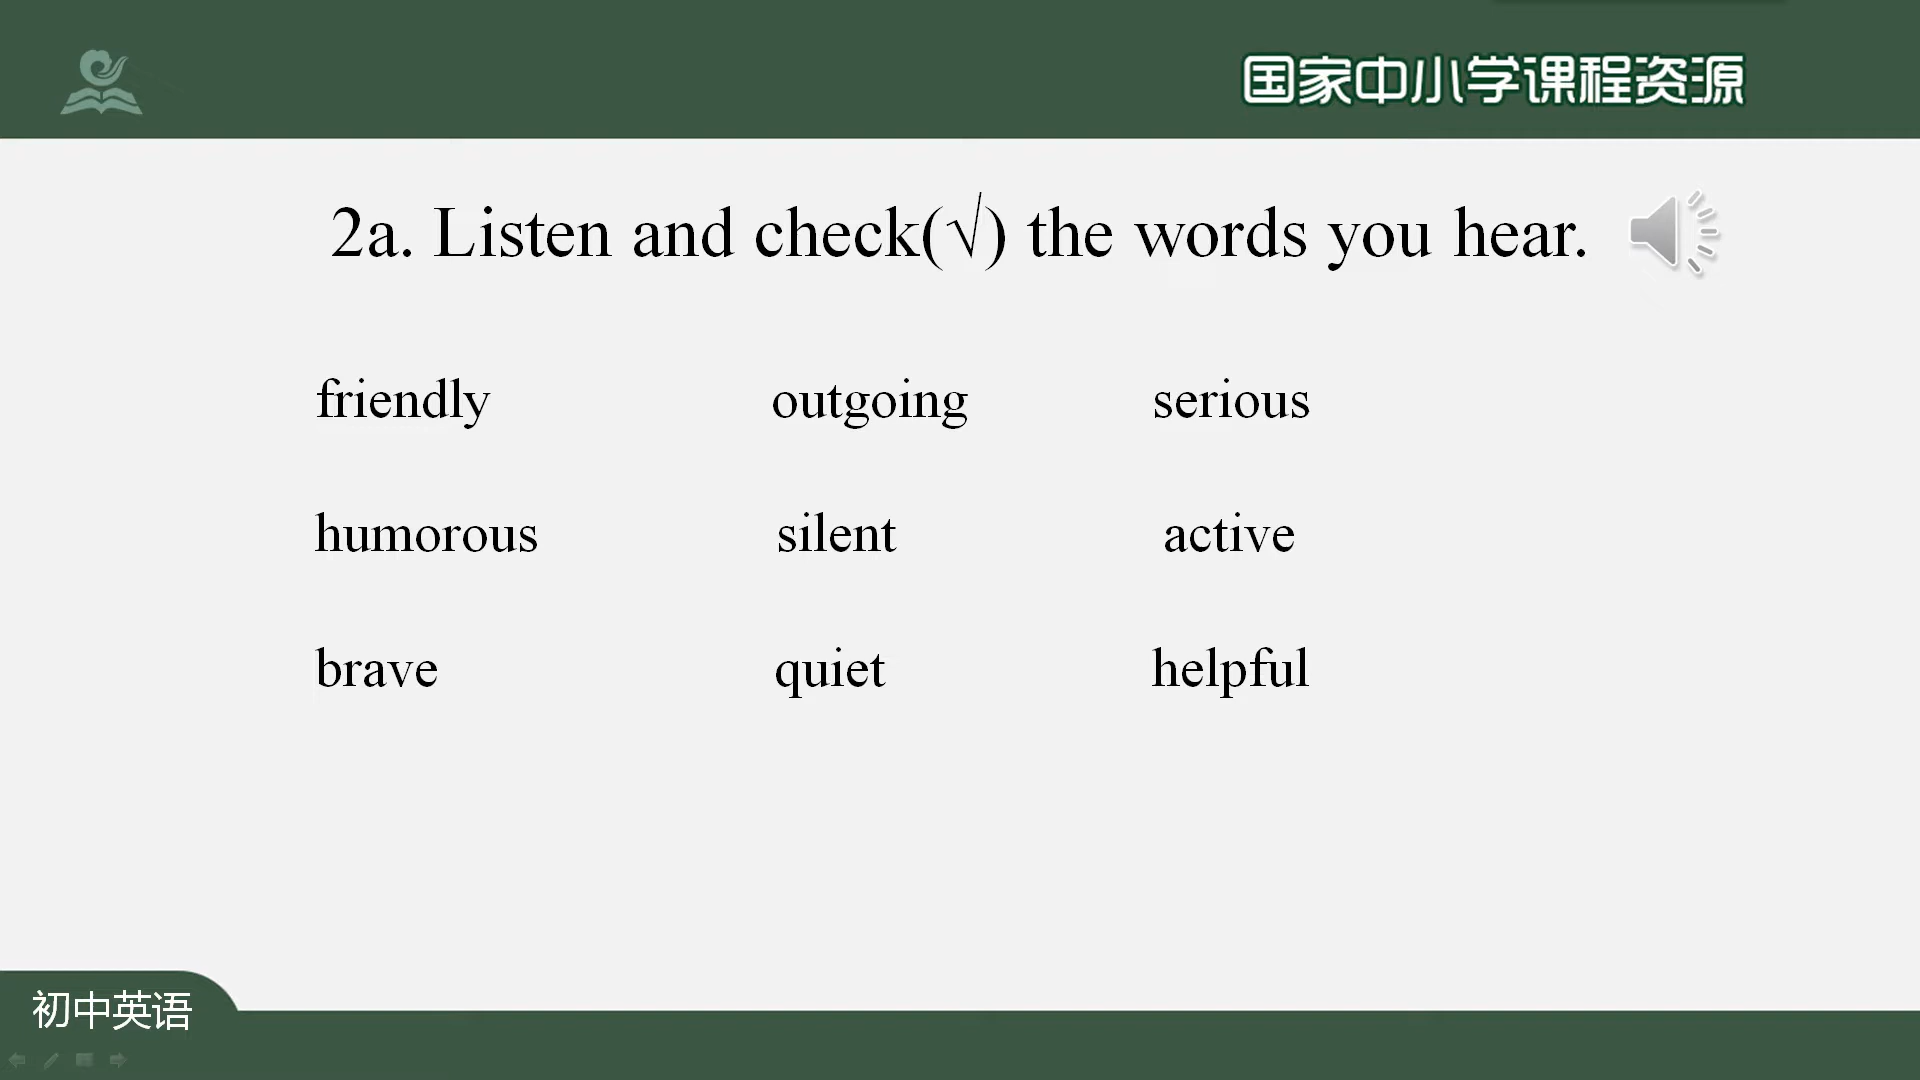 国家中小学课程资源
2a. Listen and check(√) the words you hear.
friendly outgoing serious
humorous silent active
brave quiet helpful
初中英语